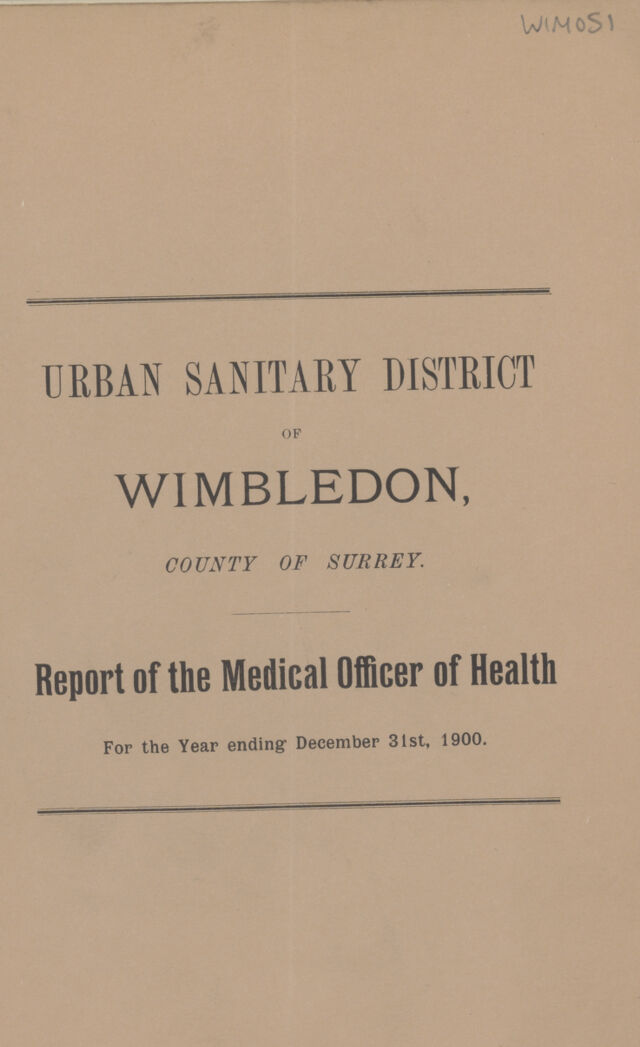 WIM051
URBAN SANITARY DISTRICT
OF
WIMBLEDON,
COUNTY OF SURREY.
Report of the Medical Officer of Health
For the Year ending December 31st, 1900.